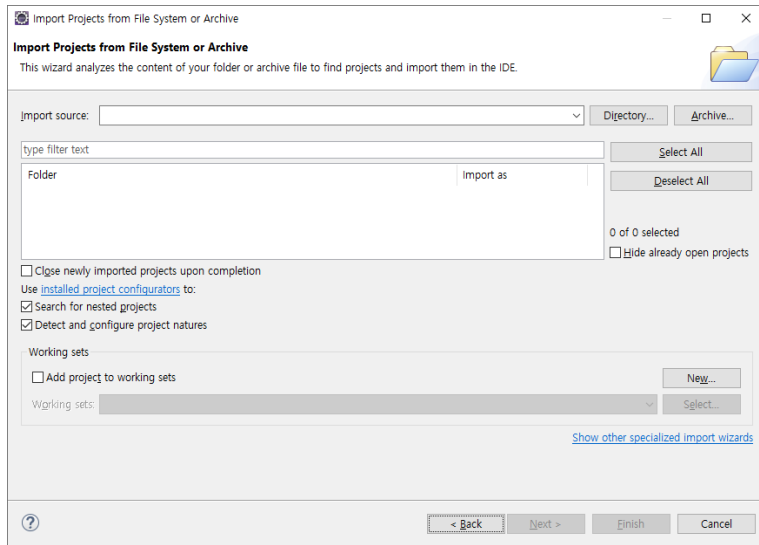 Import Projects from File System or Archive
Import Projects from File System or Archive
This wizard analyzes the content of your folder or archive file to find projects and import them in the IDE.
Import source: Directory... Archive...
type filter text Select All
Folder Import as
Deselect All
0 of 0 selected
Hide already open projects
Close newly imported projects upon completion
Use installed project configurators to:
Search for nested projects
Detect and configure project natures
Working sets
Add project to working sets New...
Working sets: Select...
Show other specialized import wizards
? < Back Next > Finish Cancel